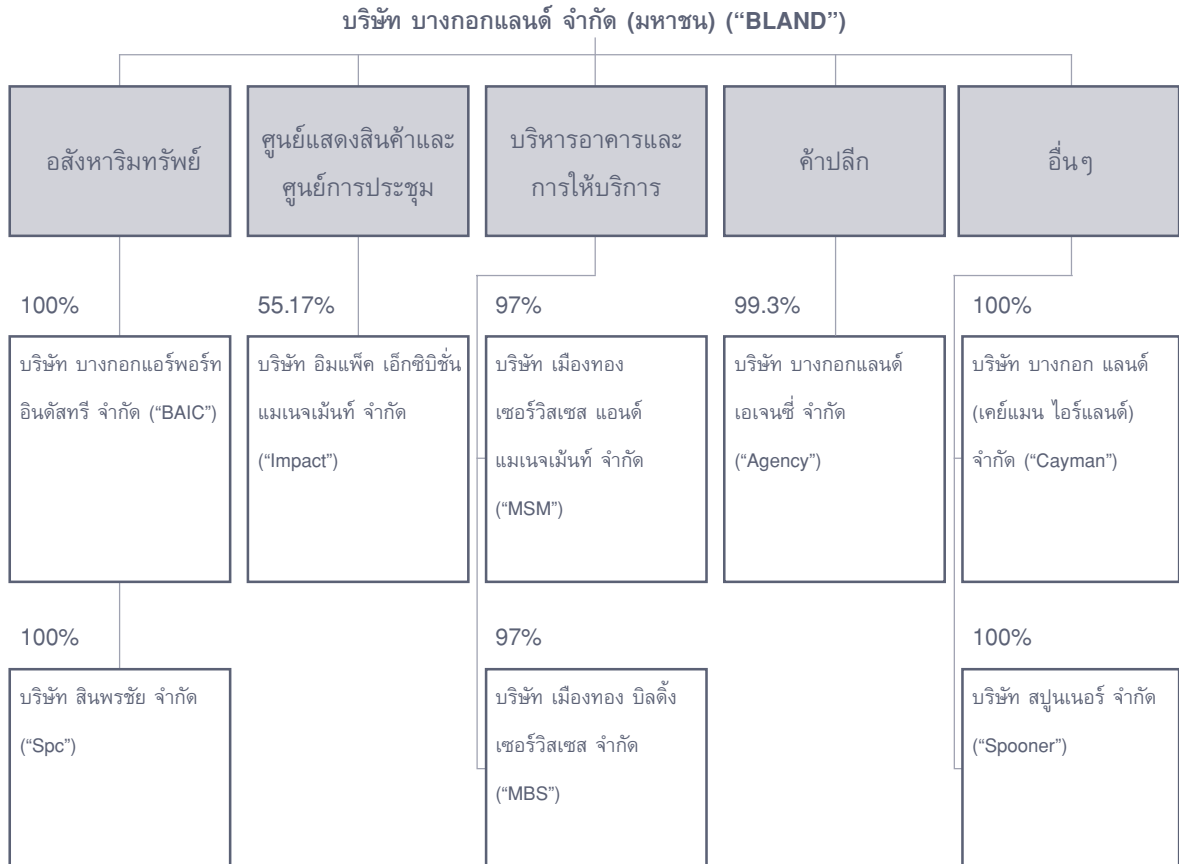 บริษัท บางกอกแลนด์ จำกัด (มหาชน) (“BLAND”)
อสังหาริมทรัพย์
ศูนย์แสดงสินค้าและ
ศูนย์การประชุม
บริหารอาคารและ
การให้บริการ
ค้าปลีก
อื่นๆ
100%
บริษัท บางกอกแอร์พอร์ท
อินดัสทรี จำกัด (“BAIC”)
55.17%
บริษัท อิมแพ็ค เอ็กซิบิชั่น
แมเนจเม้นท์ จำกัด
(“Impact”)
97%
บริษัท เมืองทอง
เซอร์วิสเซส แอนด์
แมเนจเม้นท์ จำกัด
(“MSM”)
99.3%
บริษัท บางกอกแลนด์
เอเจนซี่ จำกัด
(“Agency”)
100%
บริษัท บางกอก แลนด์
(เคย์แมน ไอร์แลนด์)
จำกัด (“Cayman”)
100%
บริษัท สินพรชัย จำกัด
(“Spc”)
97%
บริษัท เมืองทอง บิลดิ้ง
เซอร์วิสเซส จำกัด
(“MBS”)
100%
บริษัท สปูนเนอร์ จำกัด
(“Spooner”)